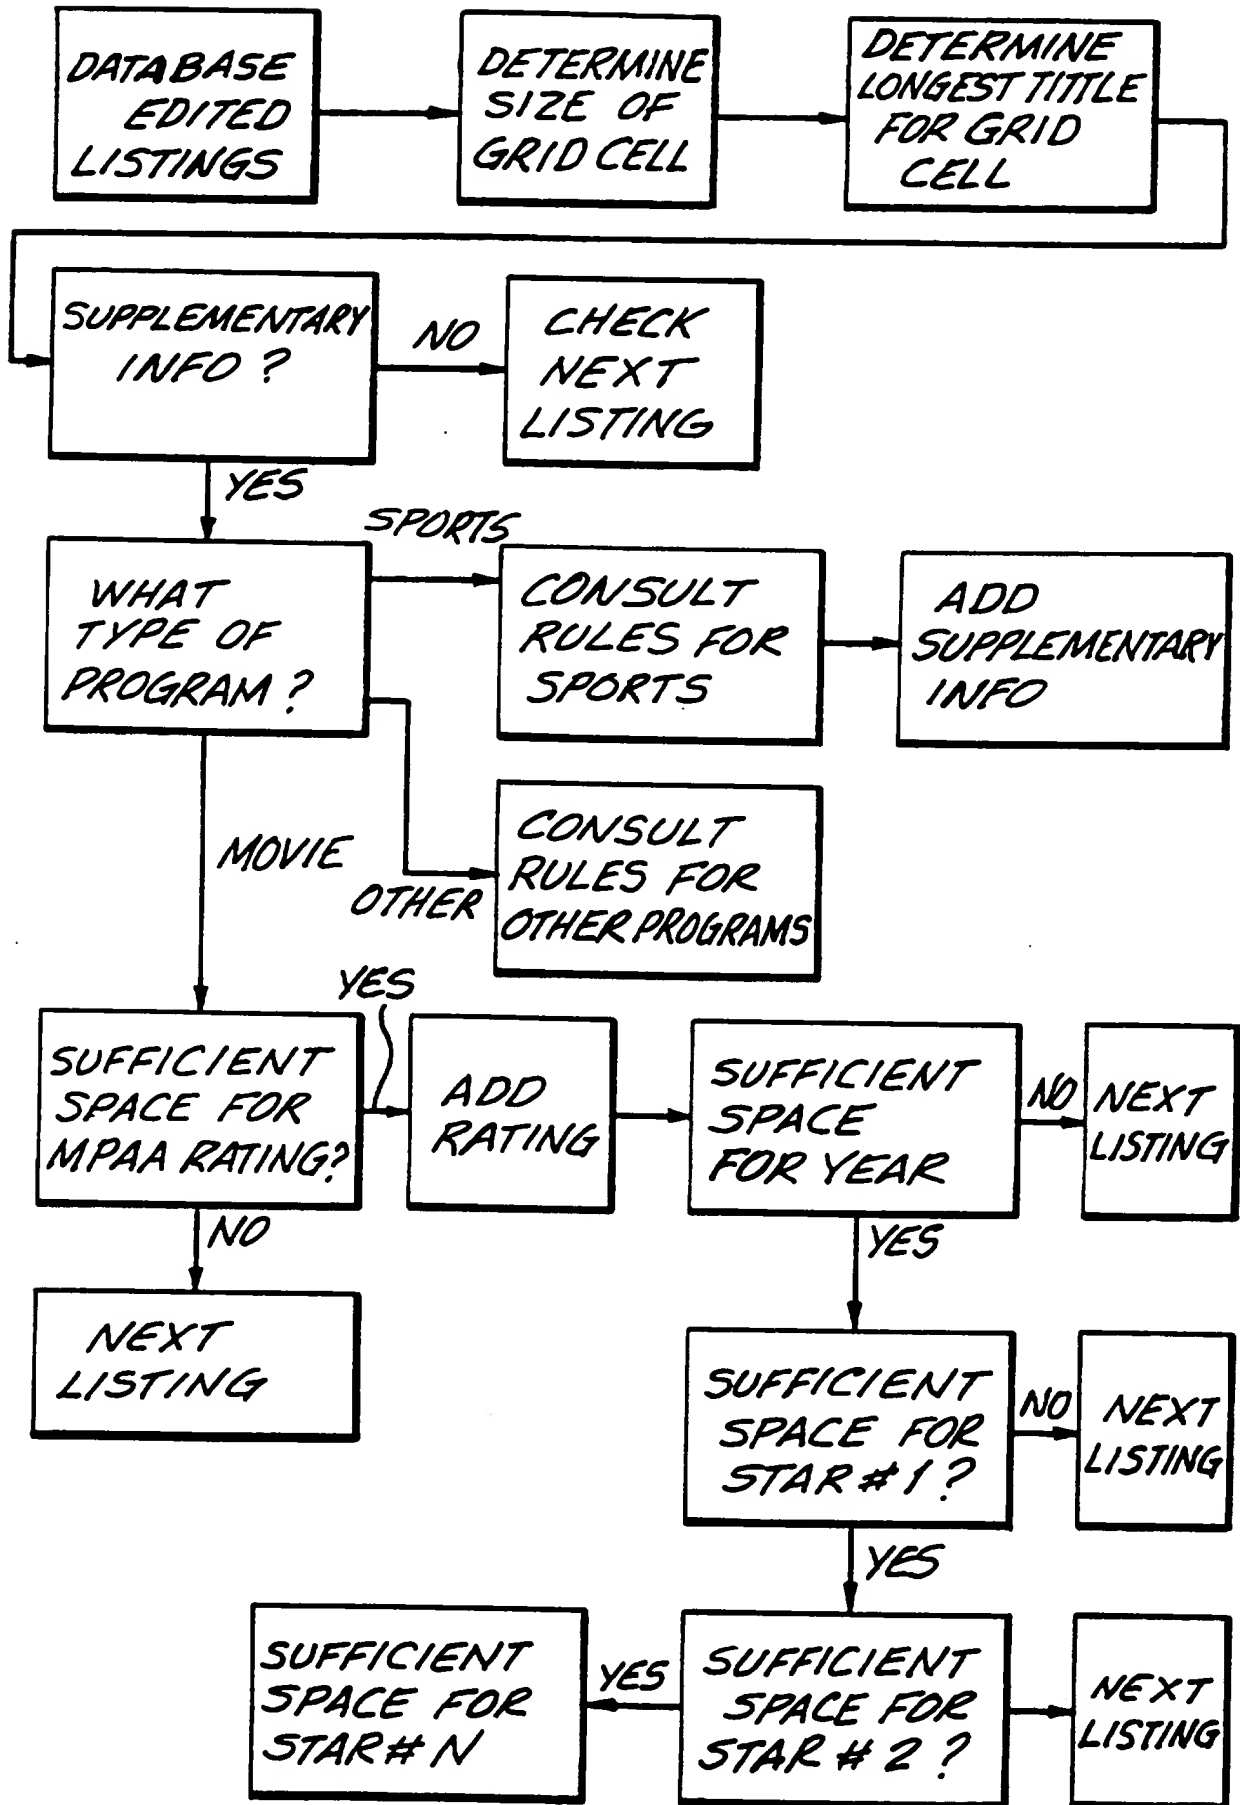 DATABASE
EDITED
LISTINGS
DETERMINE
SIZE OF
GRID CELL
DETERMINE
LONGEST TITTLE
FOR GRID
CELL
SUPPLEMENTARY
INFO ?
NO
CHECK
NEXT
LISTING
YES
WHAT
TYPE OF
PROGRAM ?
SPORTS
CONSULT
RULES FOR
SPORTS
ADD
SUPPLEMENTARY
INFO
MOVIE
OTHER
CONSULT
RULES FOR
OTHER PROGRAMS
SUFFICIENT
SPACE FOR
MPAA RATING?
YES
ADD
RATING
SUFFICIENT
SPACE
FOR YEAR
NO
NEXT
LISTING
NO
NEXT
LISTING
YES
SUFFICIENT
SPACE FOR
STAR # 1 ?
NO
NEXT
LISTING
YES
SUFFICIENT
SPACE FOR
STAR # N
YES
SUFFICIENT
SPACE FOR
STAR # 2 ?
NEXT
LISTING